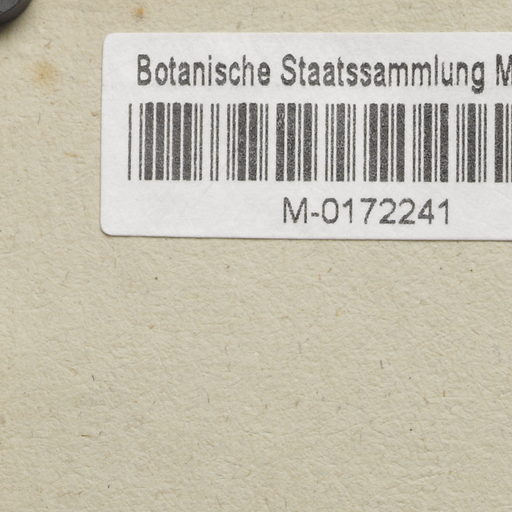 Botanische Staatssammlung M
M-0172241